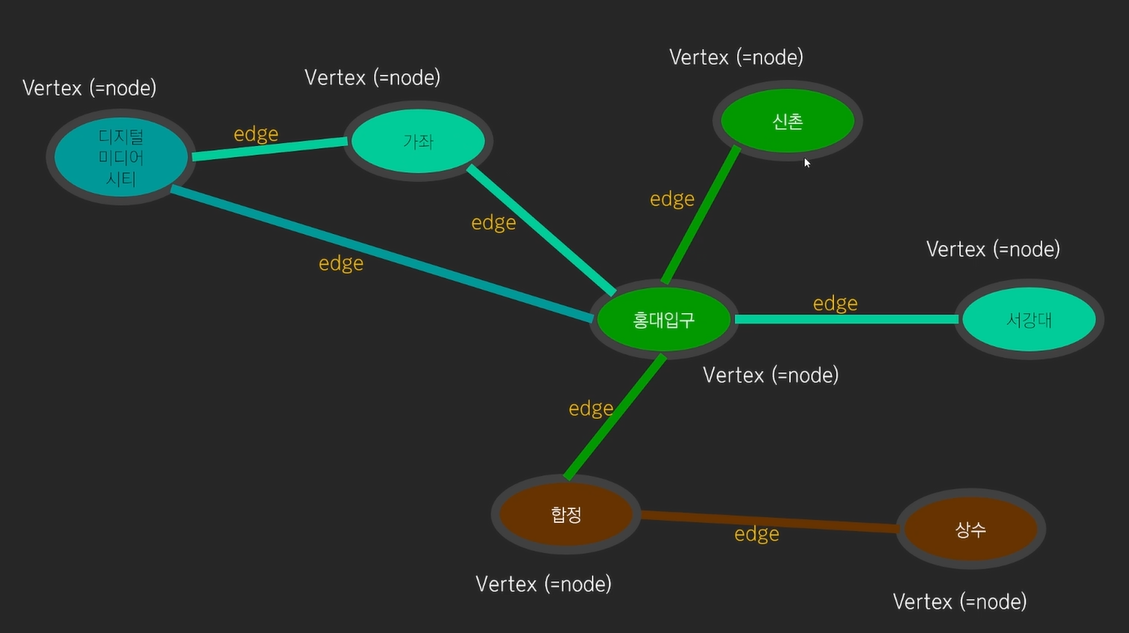 Vertex (=node)
Vertex (=node)
Vertex (=node)
디지털
미디어
시티
edge
가좌
신촌
edge
edge
edge
Vertex (=node)
edge
홍대입구
서강대
Vertex (=node)
edge
합정
edge
상수
Vertex (=node)
Vertex (=node)